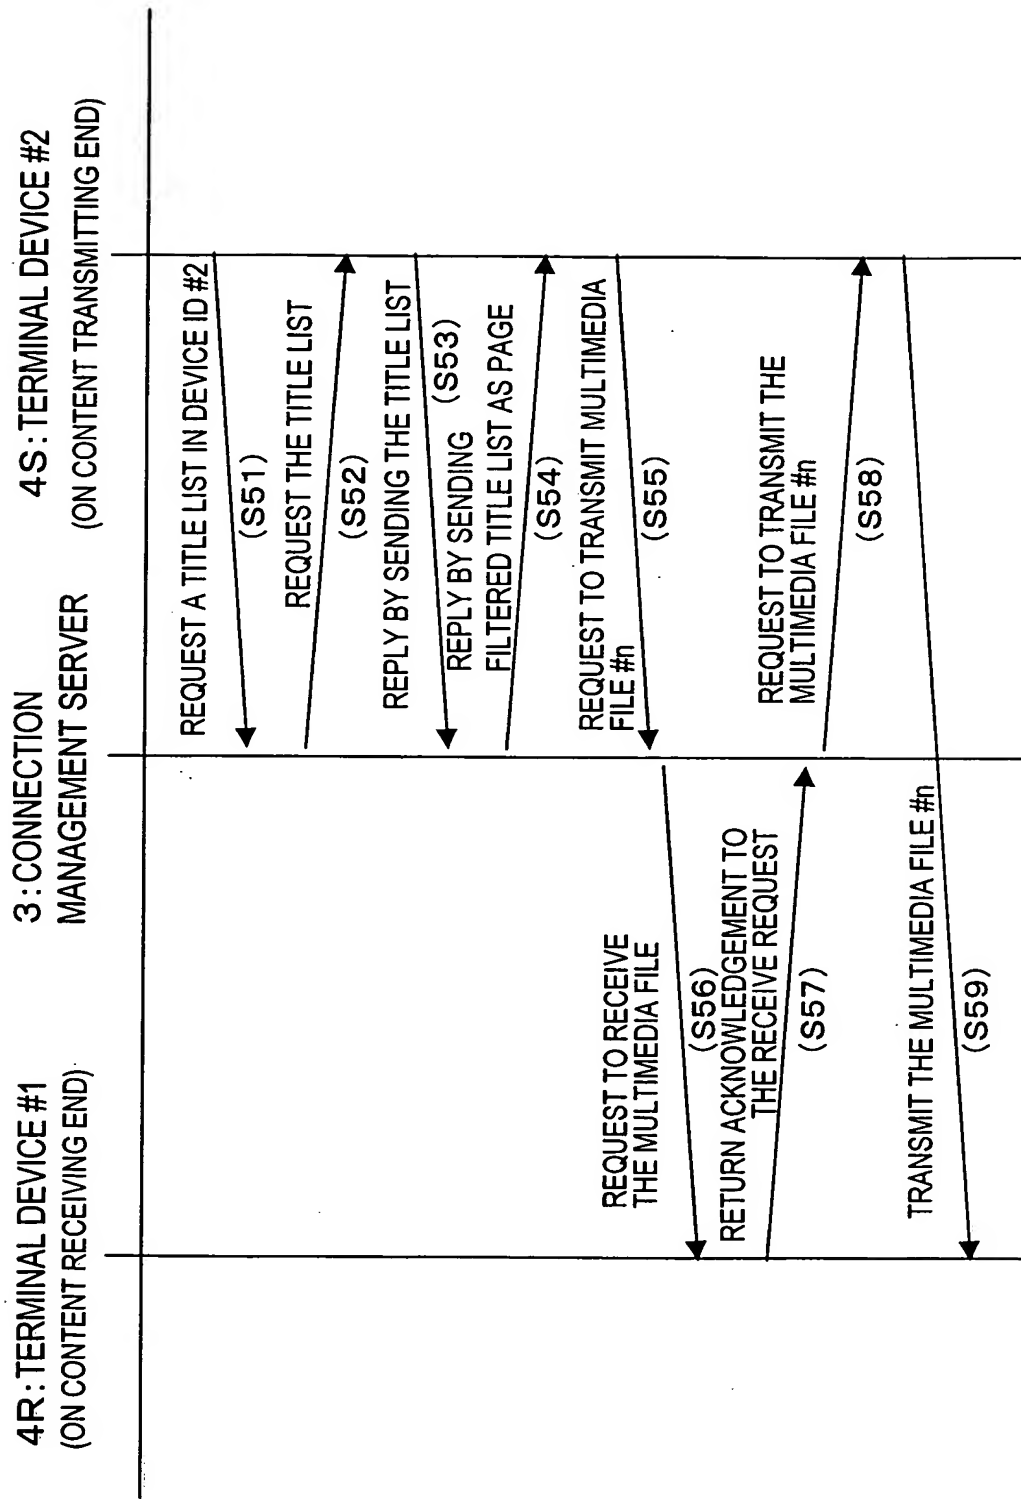 4R:TERMINAL DEVICE #1
(ON CONTENT RECEIVING END)
3:CONNECTION
MANAGEMENT SERVER
4S:TERMINAL DEVICE #2
(ON CONTENT TRANSMITTING END)
REQUEST A TITLE LIST IN DEVICE ID #2
(S51)
REQUEST THE TITLE LIST
(S52)
REPLY BY SENDING THE TITLE LIST
(S53)
REPLY BY SENDING
FILTERED TITLE LIST AS PAGE
(S54)
REQUEST TO TRANSMIT MULTIMEDIA
FILE #n
(S55)
REQUEST TO RECEIVE
THE MULTIMEDIA FILE
(S56)
RETURN ACKNOWLEDGEMENT TO
THE RECEIVE REQUEST
(S57)
REQUEST TO TRANSMIT THE
MULTIMEDIA FILE #n
(S58)
TRANSMIT THE MULTIMEDIA FILE #n
(S59)